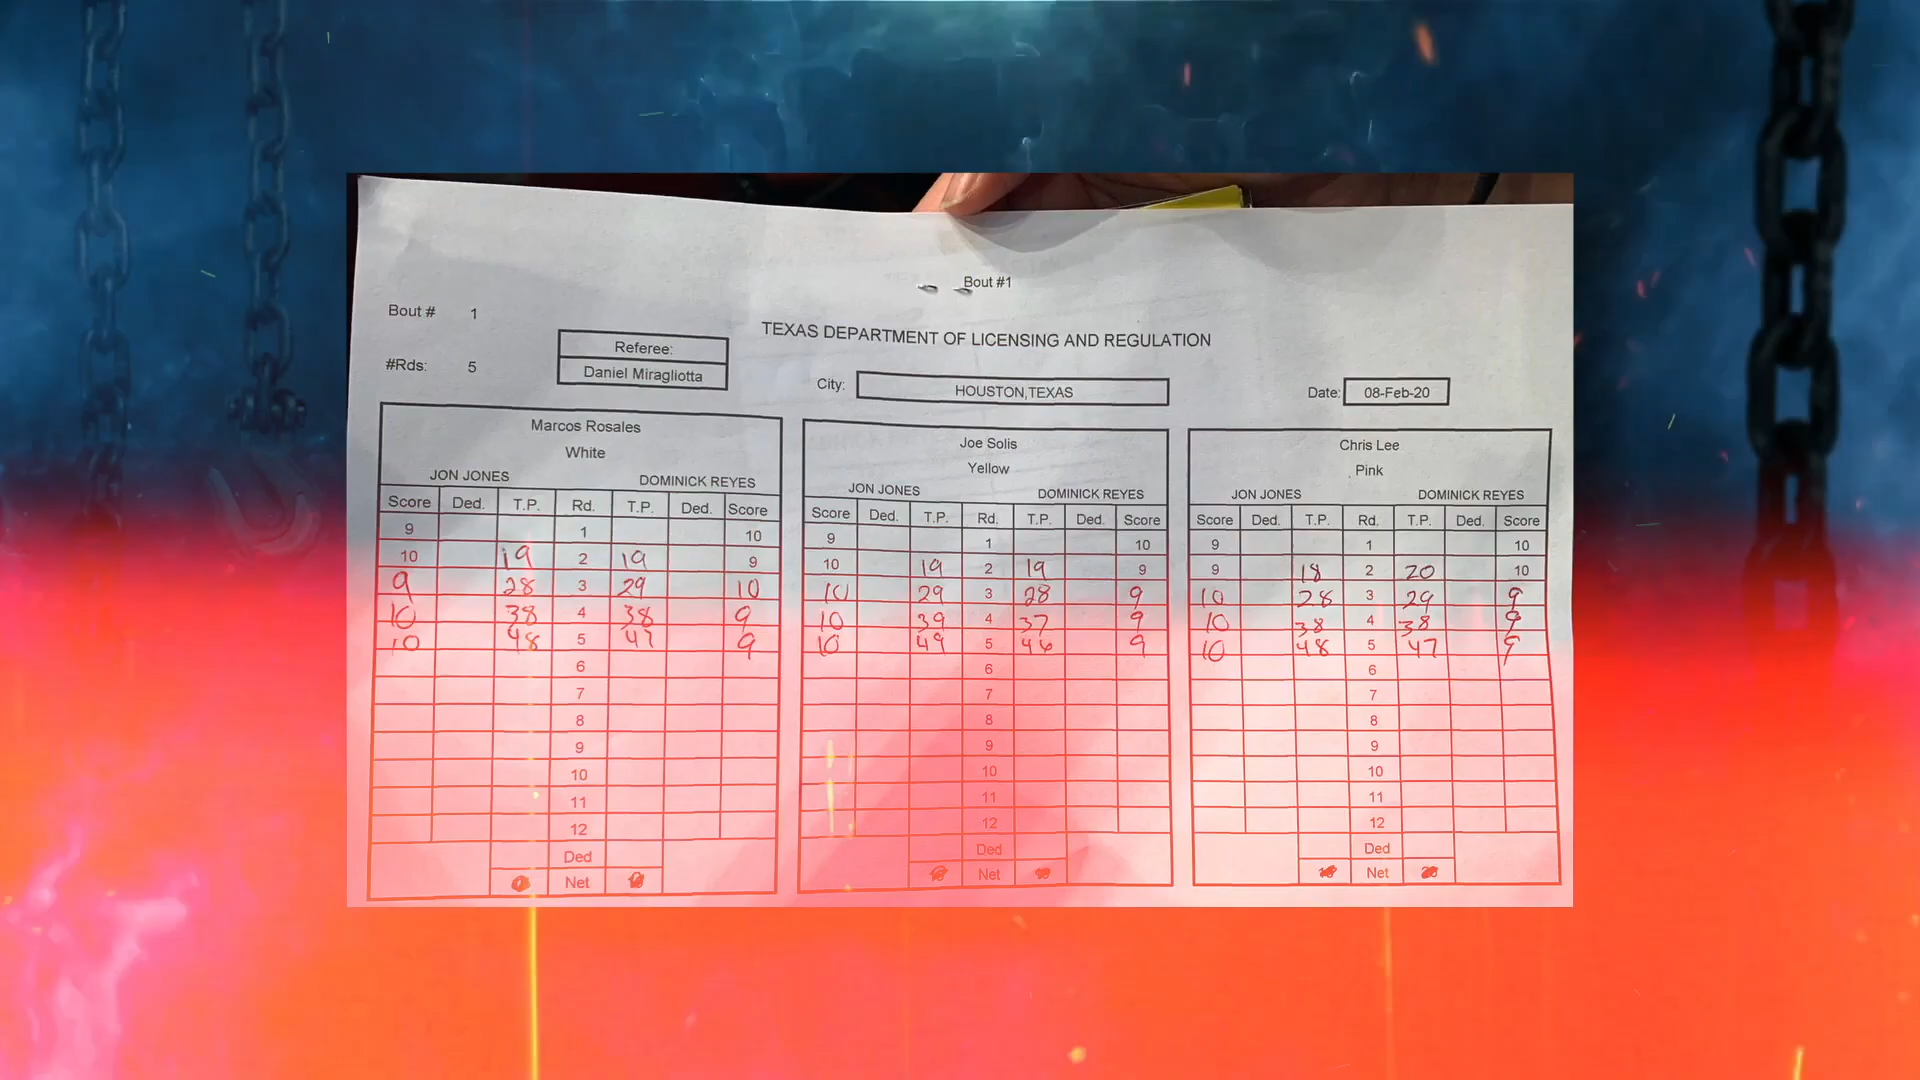 Bout #1
Bout # 1
TEXAS DEPARTMENT OF LICENSING AND REGULATION
Referee:
Daniel Miragliotta
#Rds: 5
City: HOUSTON,TEXAS
Date: 08-Feb-20
Marcos Rosales
White
JON JONES DOMINICK REYES
Score Ded. T.P. Rd. T.P. Ded. Score
9 1 10
10 19 2 19 9
9 28 3 29 10
10 38 4 38 9
10 48 5 47 9
6
7
8
9
10
11
12
Ded
Net
Joe Solis
Yellow
JON JONES DOMINICK REYES
Score Ded. T.P. Rd. T.P. Ded. Score
9 1 10
10 19 2 19 9
10 29 3 28 9
10 39 4 37 9
10 49 5 46 9
6
7
8
9
10
11
12
Ded
Net
Chris Lee
Pink
JON JONES DOMINICK REYES
Score Ded. T.P. Rd. T.P. Ded. Score
9 1 10
9 18 2 20 10
10 28 3 29 9
10 38 4 38 9
10 48 5 47 9
6
7
8
9
10
11
12
Ded
Net